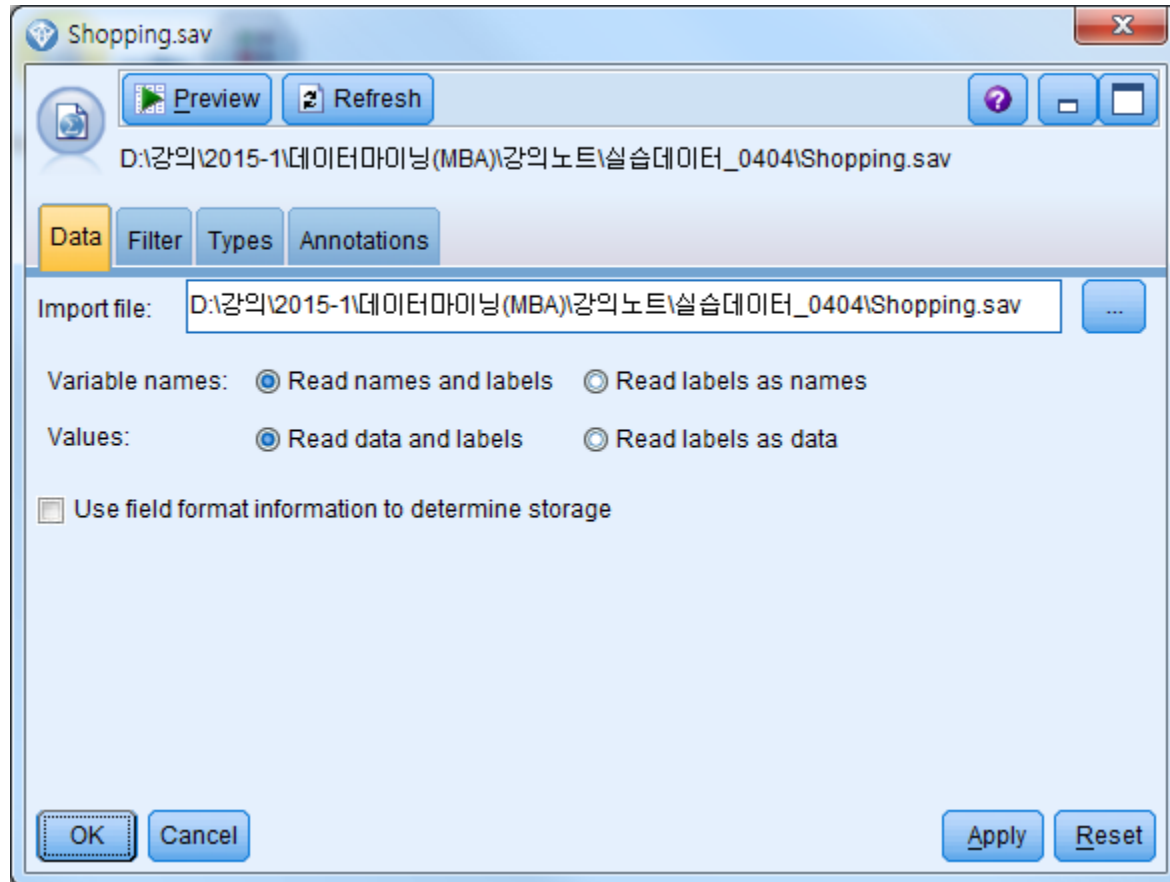 Shopping.sav
Preview Refresh
D:\강의\2015-1\데이터마이닝(MBA)\강의노트\실습데이터_0404\Shopping.sav
Data Filter Types Annotations
Import file: D:\강의\2015-1\데이터마이닝(MBA)\강의노트\실습데이터_0404\Shopping.sav ...
Variable names: Read names and labels Read labels as names
Values: Read data and labels Read labels as data
Use field format information to determine storage
OK Cancel Apply Reset